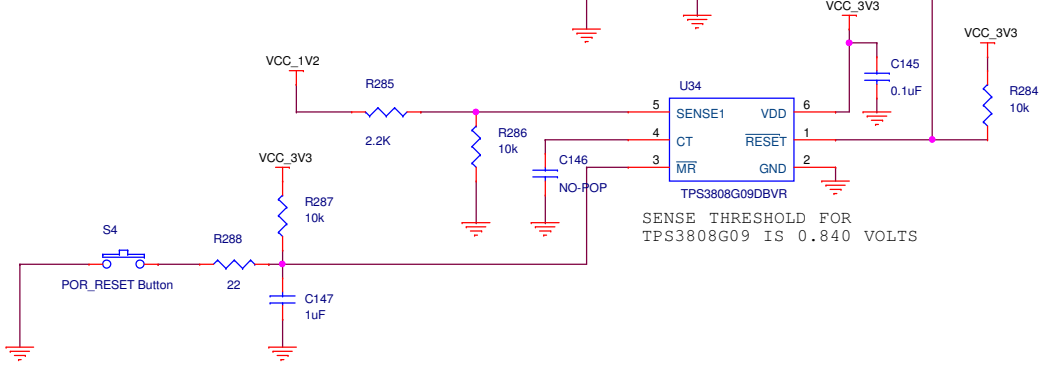 VCC_3V3
VCC_3V3
VCC_1V2
R285
2.2K
R286
10k
C146
NO-POP
U34
5
SENSE1
VDD
6
4
CT
RESET
1
3
MR
GND
2
TPS3808G09DBVR
C145
0.1uF
R284
10k
SENSE THRESHOLD FOR
TPS3808G09 IS 0.840 VOLTS
VCC_3V3
R287
10k
S4
POR_RESET Button
R288
22
C147
1uF